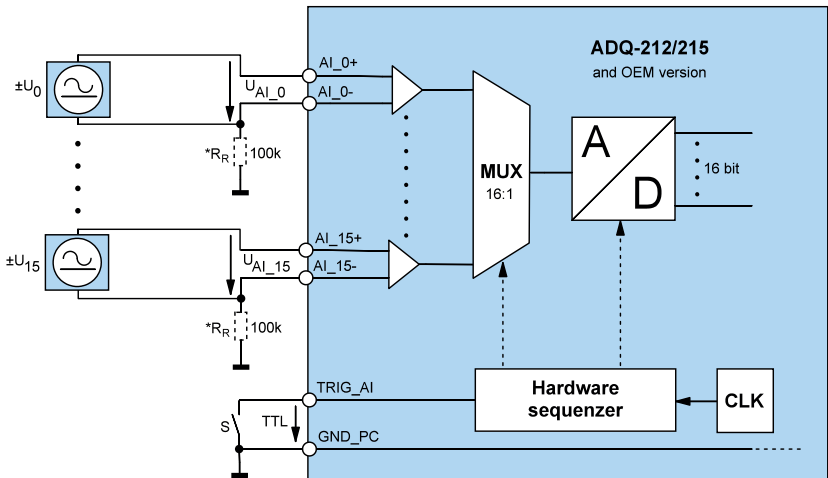 ADQ-212/215
and OEM version
±U0
UAI_0
AI_0+
AI_0-
*RR
100k
MUX
16:1
A
D
16 bit
±U15
UAI_15
AI_15+
AI_15-
*RR
100k
TRIG_AI
S
TTL
GND_PC
Hardware
sequenzer
CLK